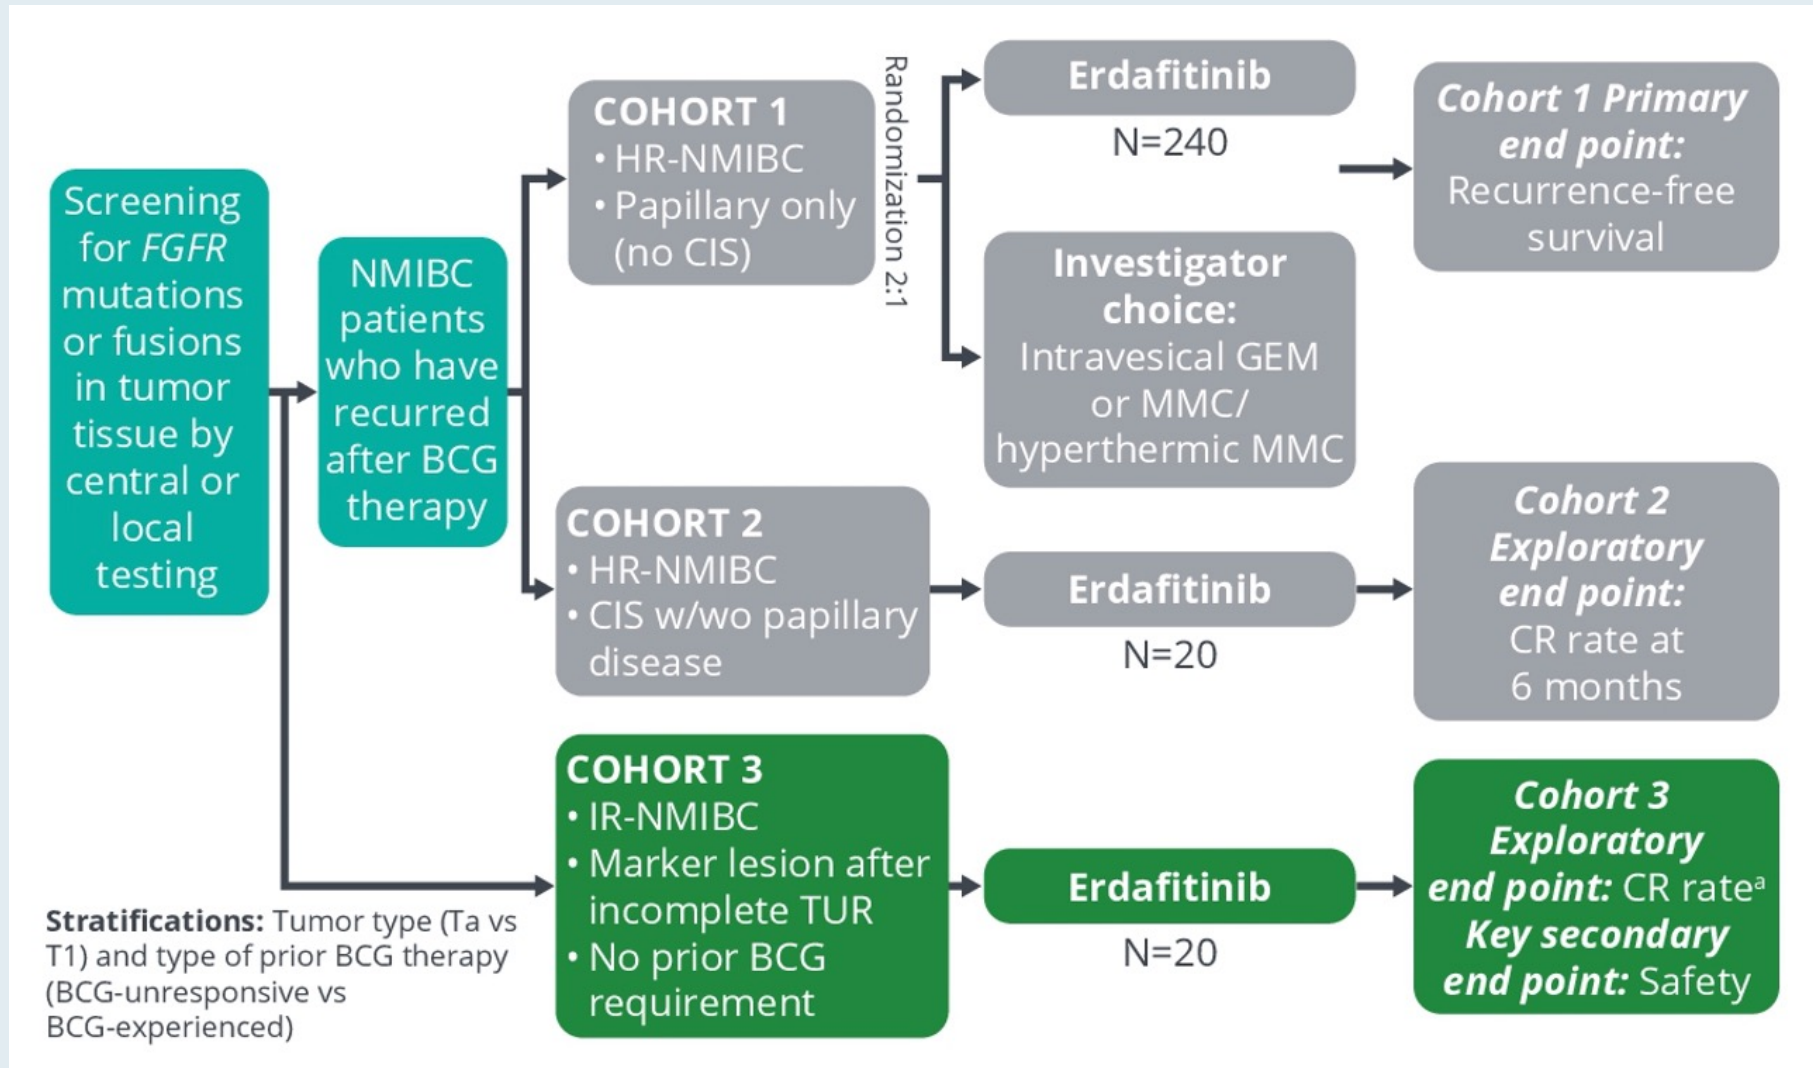 Screening
for FGFR
mutations
or fusions
in tumor
tissue by
central or
local
testing
NMIBC
patients
who have
recurred
after BCG
therapy
COHORT 1
• HR-NMIBC
• Papillary only
(no CIS)
Randomization 2:1
Erdafitinib
N=240
Investigator
choice:
Intravesical GEM
or MMC/
hyperthermic MMC
Cohort 1 Primary
end point:
Recurrence-free
survival
COHORT 2
• HR-NMIBC
• CIS w/wo papillary
disease
Erdafitinib
N=20
Cohort 2
Exploratory
end point:
CR rate at
6 months
COHORT 3
• IR-NMIBC
• Marker lesion after
incomplete TUR
• No prior BCG
requirement
Erdafitinib
N=20
Cohort 3
Exploratory
end point: CR rateᵃ
Key secondary
end point: Safety
Stratifications: Tumor type (Ta vs
T1) and type of prior BCG therapy
(BCG-unresponsive vs
BCG-experienced)